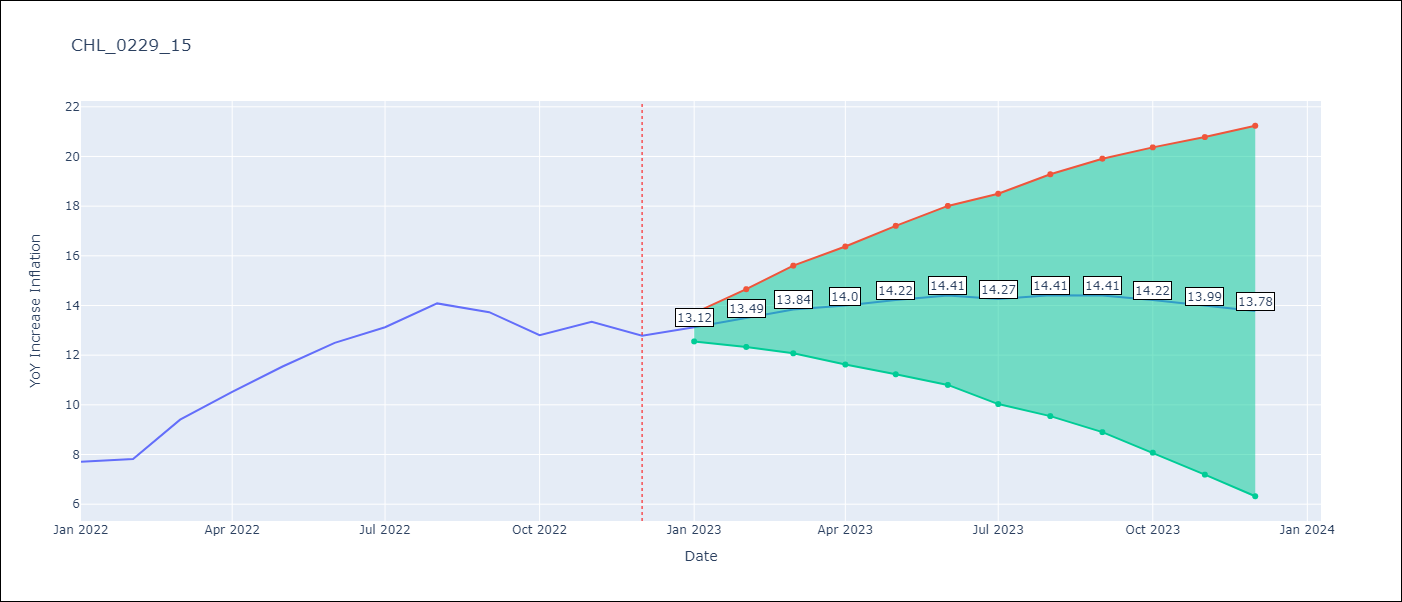 CHL_0229_15
YoY Increase Inflation
22
20
18
16
14
12
10
8
6
13.12
13.49
13.84
14.0
14.22
14.41
14.27
14.41
14.41
14.22
13.99
13.78
Jan 2022
Apr 2022
Jul 2022
Oct 2022
Jan 2023
Apr 2023
Jul 2023
Oct 2023
Jan 2024
Date